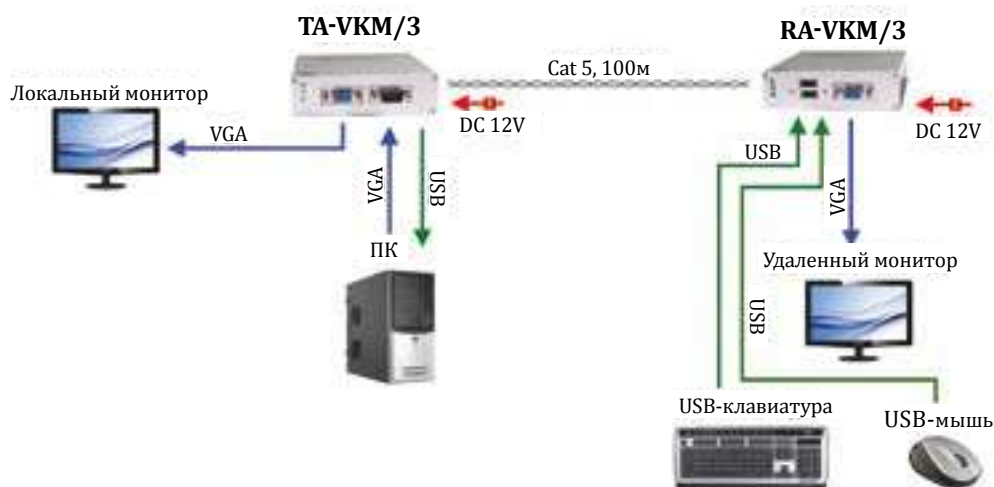 TA-VKM/3
RA-VKM/3
Cat 5, 100м
Локальный монитор
DC 12V
DC 12V
VGA
USB
VGA
USB
VGA
ПК
Удаленный монитор
USB
USB-клавиатура
USB-мышь